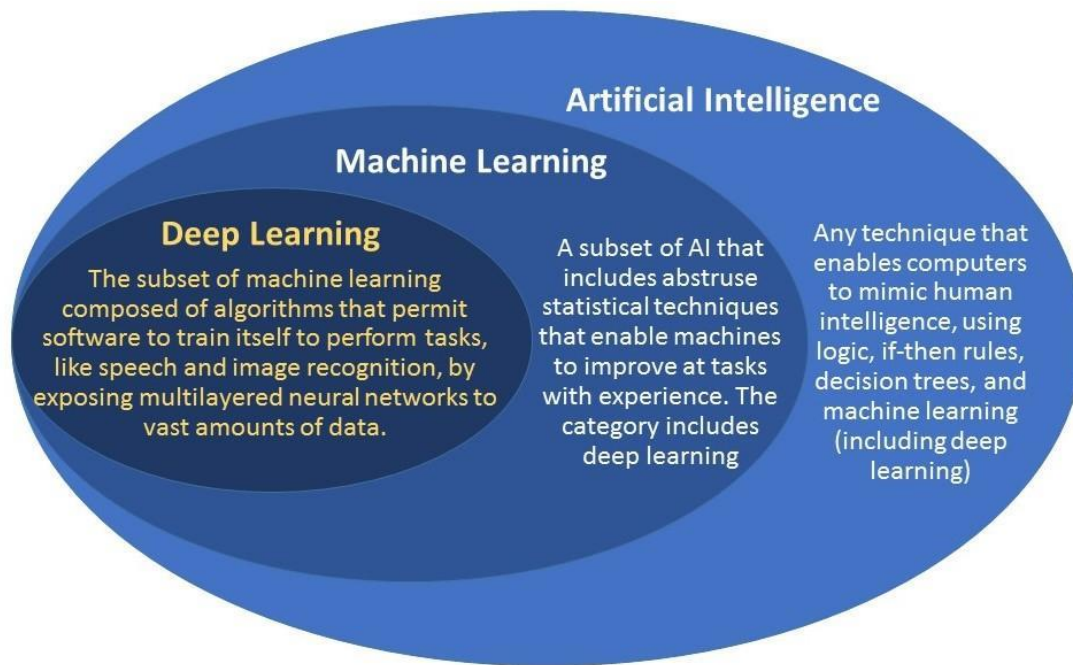 Artificial Intelligence
Machine Learning
Deep Learning
The subset of machine learning
composed of algorithms that permit
software to train itself to perform tasks,
like speech and image recognition, by
exposing multilayered neural networks to
vast amounts of data.
A subset of AI that
includes abstruse
statistical techniques
that enable machines
to improve at tasks
with experience. The
category includes
deep learning
Any technique that
enables computers
to mimic human
intelligence, using
logic, if-then rules,
decision trees, and
machine learning
(including deep
learning)